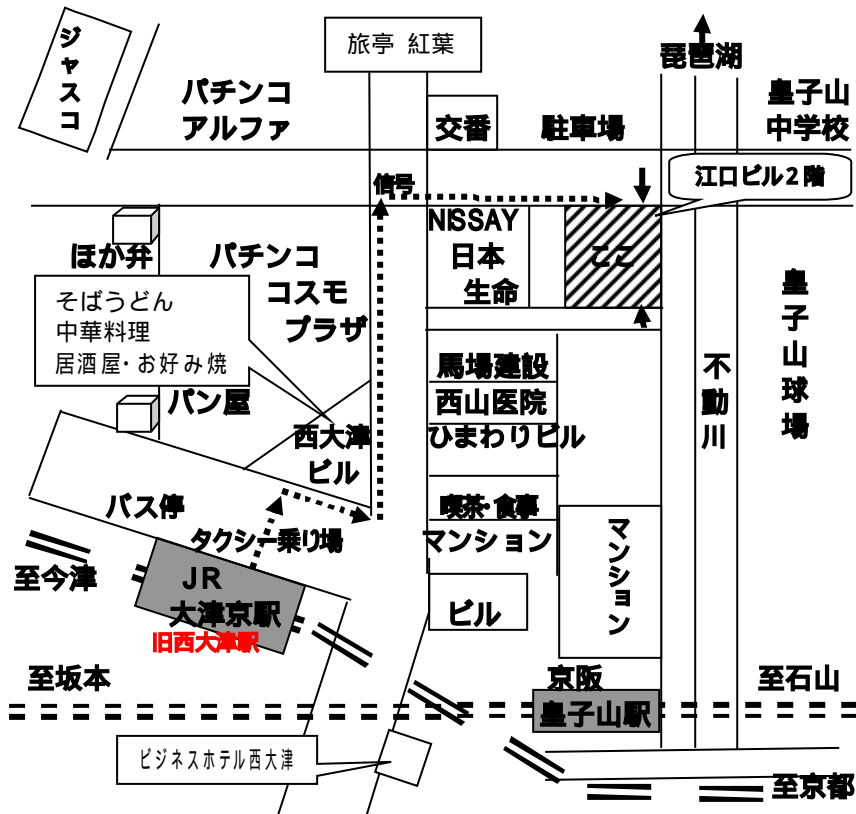 ジャスコ
旅亭 紅葉
琵琶湖
パチンコ
アルファ
交番
駐車場
皇子山
中学校
信号
江口ビル2階
NISSAY
日本
生命
ここ
ほか弁
パチンコ
コスモ
プラザ
そばうどん
中華料理
居酒屋・お好み焼
皇子山球場
不動川
馬場建設
西山医院
ひまわりビル
パン屋
西大津
ビル
バス停
喫茶・食事
マンション
マンション
タクシー乗り場
至今津
JR
大津京駅
旧西大津駅
ビル
至坂本
京阪
皇子山駅
至石山
ビジネスホテル西大津
至京都